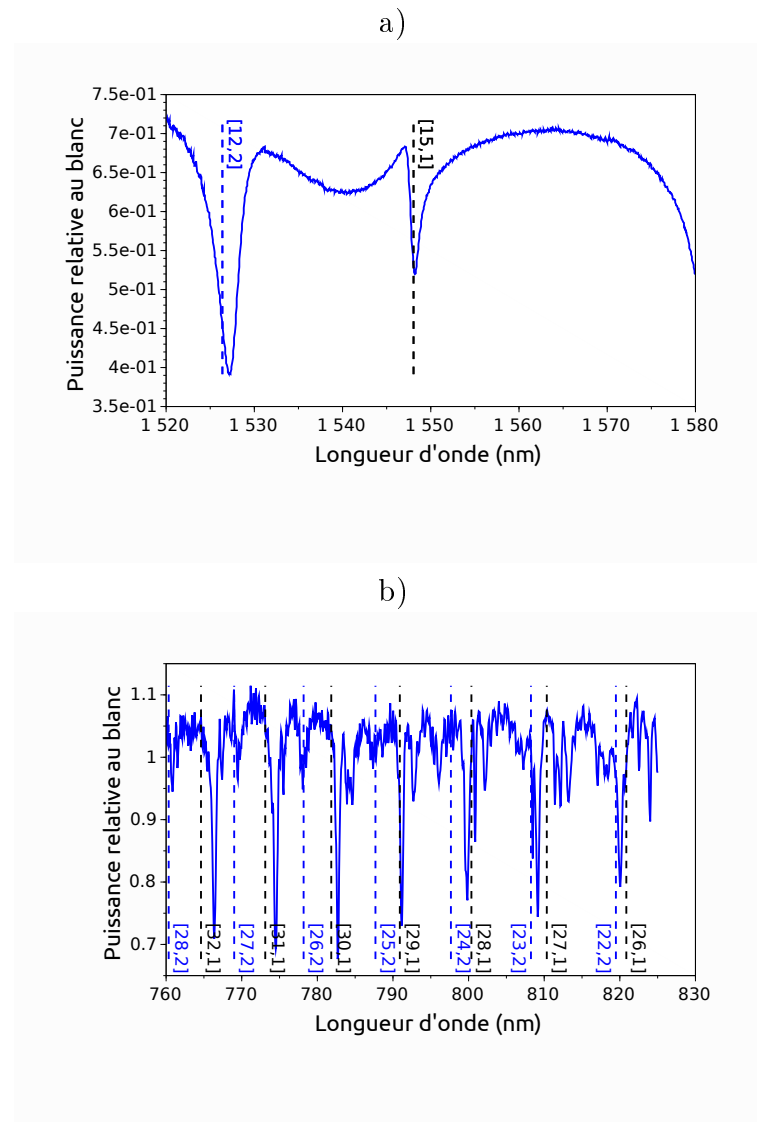 a)
7.5e-01
7e-01
6.5e-01
6e-01
5.5e-01
5e-01
4.5e-01
4e-01
3.5e-01
Puissance relative au blanc
[12,2]
[15,1]
1 520
1 530
1 540
1 550
1 560
1 570
1 580
Longueur d'onde (nm)
b)
1.1
1
0.9
0.8
0.7
Puissance relative au blanc
[28,2]
[32,1]
[27,2]
[31,1]
[26,2]
[30,1]
[25,2]
[29,1]
[24,2]
[28,1]
[23,2]
[27,1]
[22,2]
[26,1]
760
770
780
790
800
810
820
830
Longueur d'onde (nm)